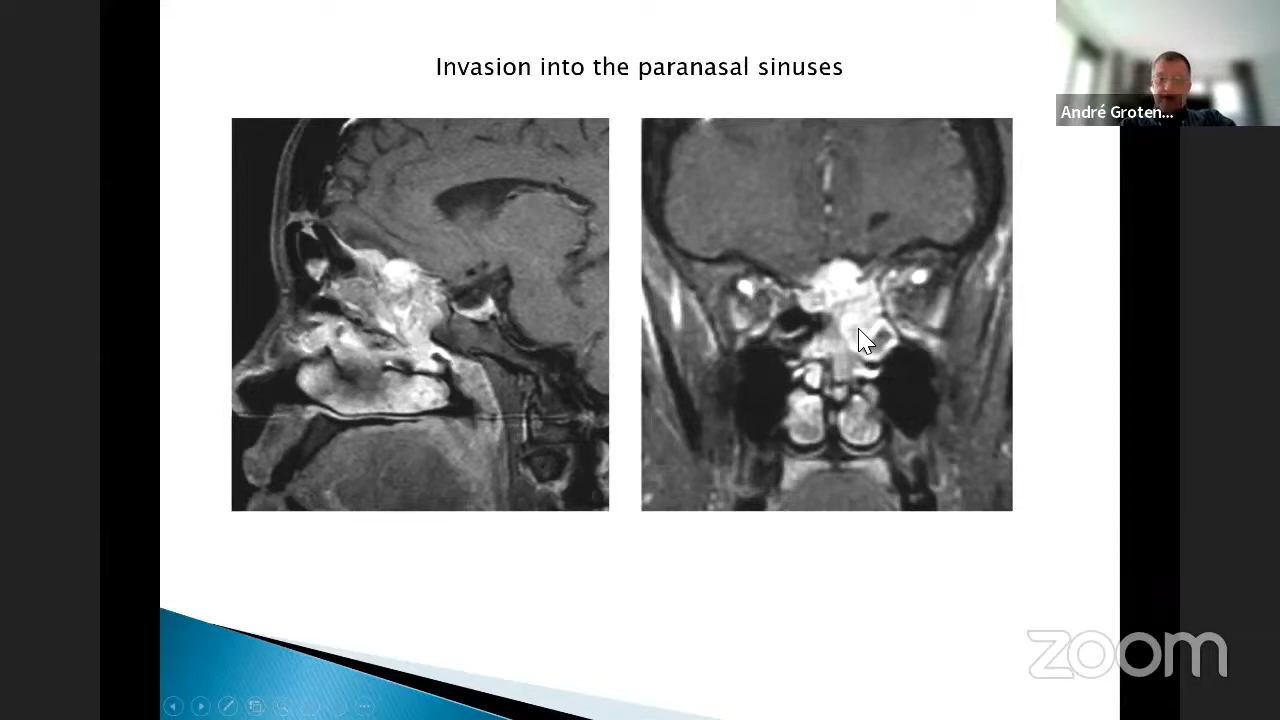 Invasion into the paranasal sinuses
André Groten...
zoom